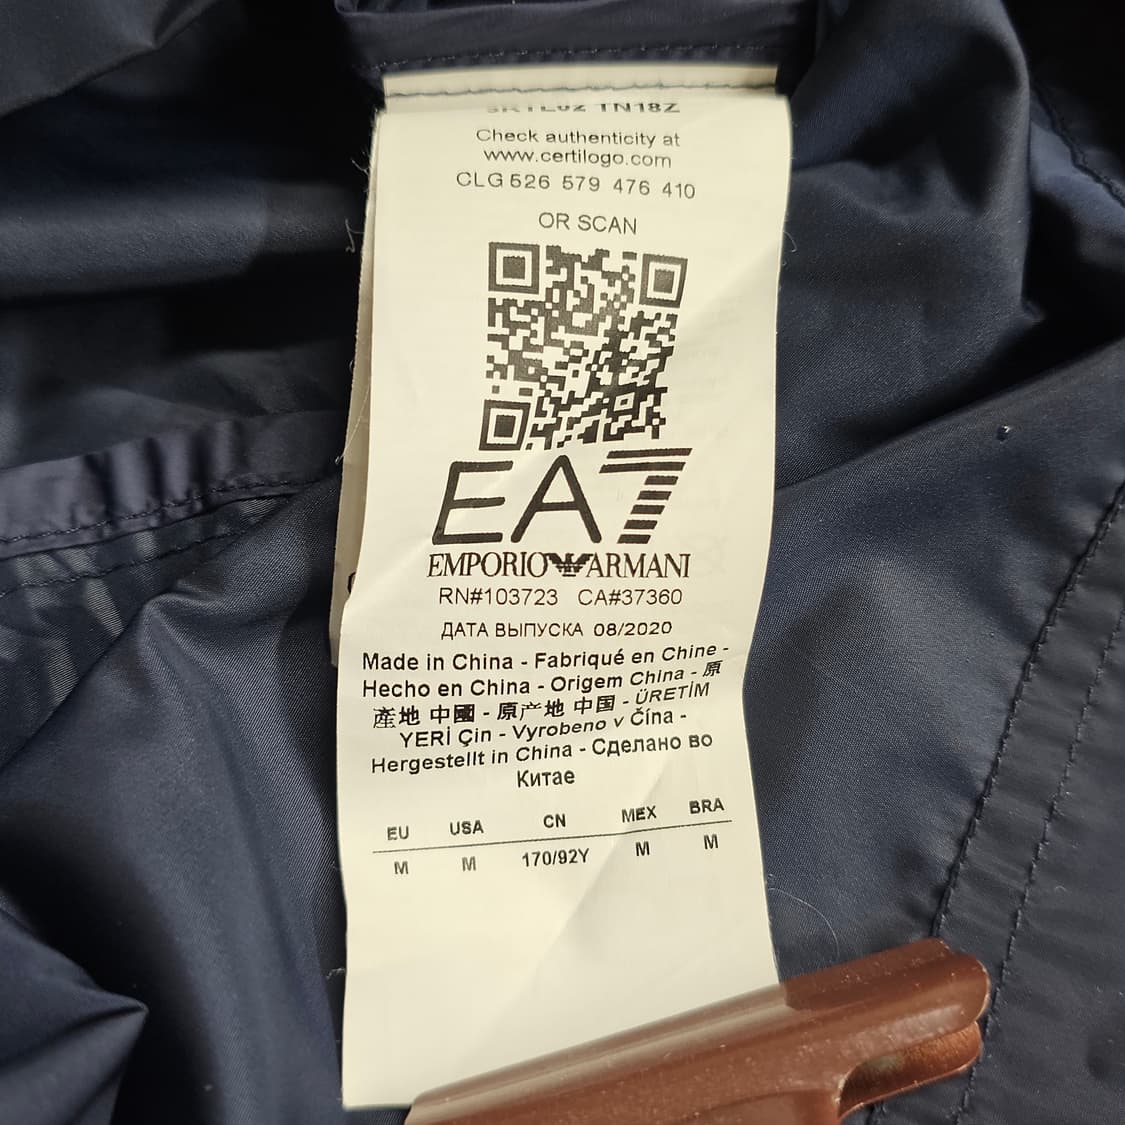 TN18Z
Check authenticity at
www.certilogo.com
CLG 526 579 476 410
OR SCAN
EA7
EMPORIO ARMANI
RN#103723 CA#37360
ДАТА ВЫПУСКА 08/2020
Made in China - Fabriqué en Chine -
Hecho en China - Origem China - 原
產地 中國 - 原产地 中国 - ÜRETİM
YERİ Çin - Vyrobeno v Čína -
Hergestellt in China - Сделано во
Китае
EU USA CN MEX BRA
M M 170/92Y M M